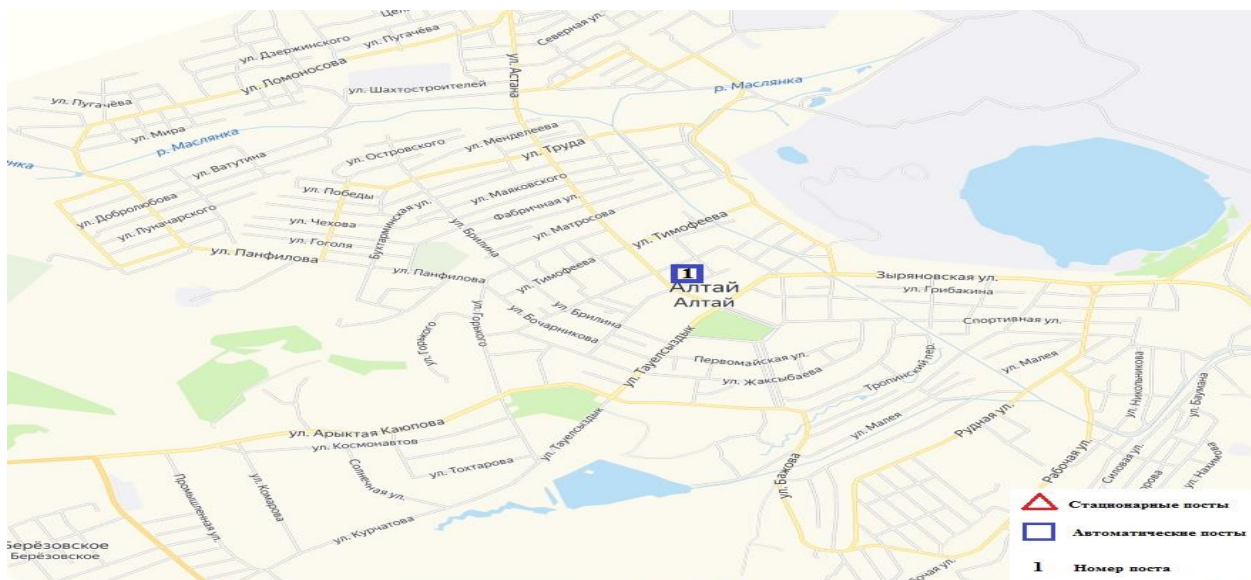 Северная ул.
ул. Пугачёва
ул. Дзержинского
ул. Ломоносова
ул. Астана
ул. Шахтостроителей
р. Маслянка
ул. Пугачёва
ул. Мира
р. Маслянка
ул. Менделеева
ул. Островского
ул. Труда
ул. Ватутина
ул. Победы
ул. Маяковского
ул. Добролюбова
Фабричная ул.
ул. Луначарского
ул. Чехова
Бухтарминская ул.
ул. Брилина
ул. Матросова
ул. Тимофеева
ул. Гоголя
ул. Панфилова
ул. Панфилова
ул. Тимофеева
1
Алтай
Алтай
Зыряновская ул.
ул. Грибакина
ул. Горького
ул. Горького
ул. Брилина
ул. Бочарникова
Спортивная ул.
ул. Тауелсыздык
Первомайская ул.
ул. Жаксыбаева
Тропинский пер.
ул. Малея
ул. Никольникова
ул. Баумана
ул. Арыктая Каюпова
ул. Космонавтов
ул. Тауелсыздык
ул. Малея
Рудная ул.
ул. Тохтарова
Солнечная ул.
ул. Комарова
Промышленная ул.
ул. Бажова
Рабочая ул.
Силовая ул.
ул. Нахимова
ул. Курчатова
Берёзовское
Берёзовское
Стационарные посты
Автоматические посты
1 Номер поста